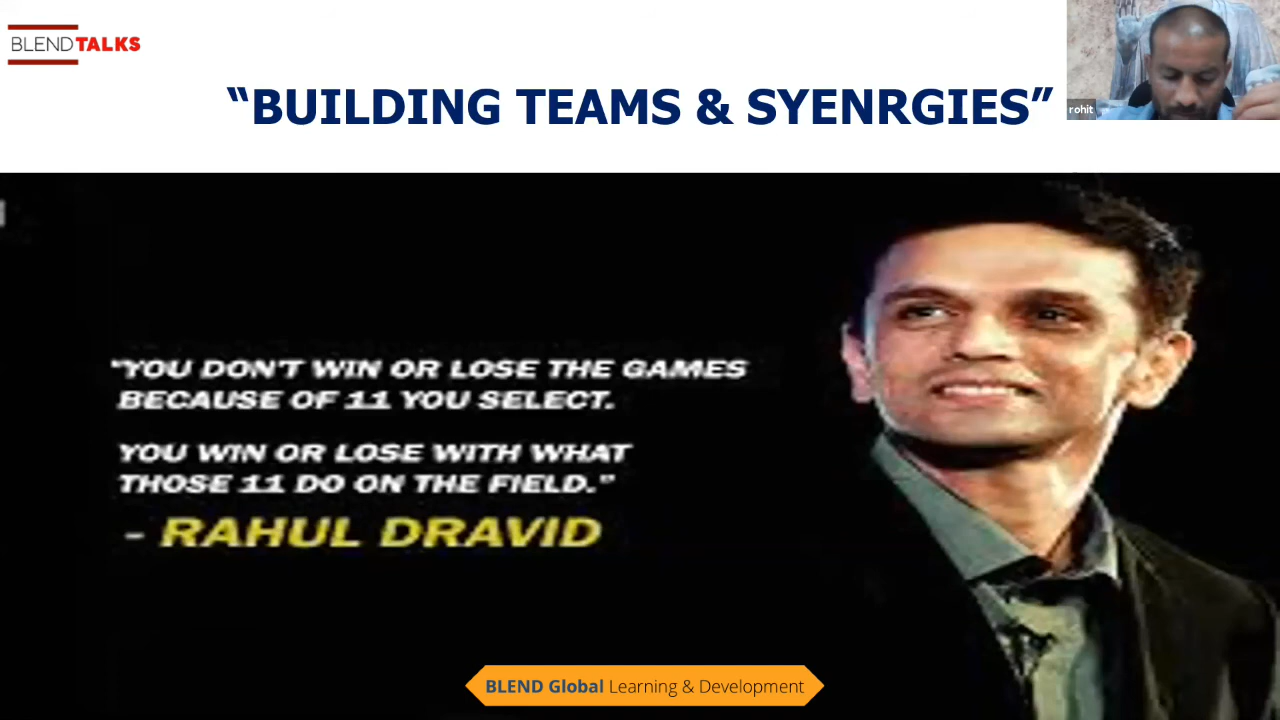 BLENDTALKS
“BUILDING TEAMS & SYENRGIES”
rohit
“YOU DON'T WIN OR LOSE THE GAMES
BECAUSE OF 11 YOU SELECT.
YOU WIN OR LOSE WITH WHAT
THOSE 11 DO ON THE FIELD.”
- RAHUL DRAVID
BLEND Global Learning & Development